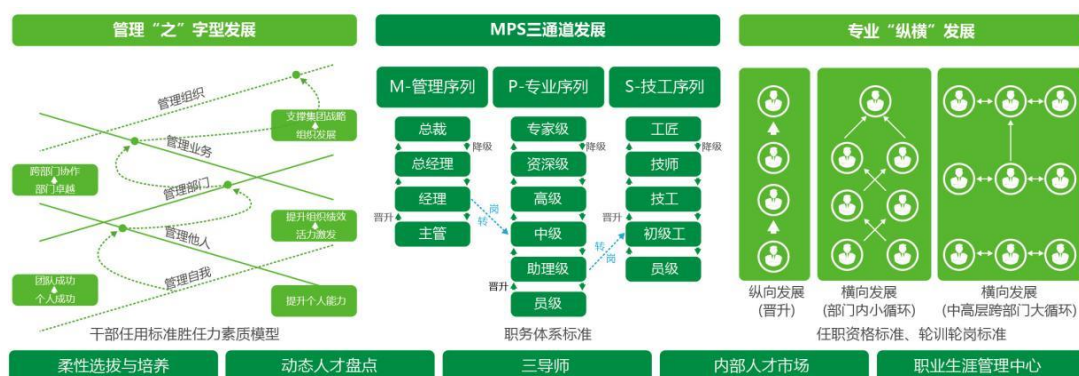 管理“之”字型发展
管理组织
支撑集团战略
组织发展
管理业务
跨部门协作
部门卓越
管理部门
提升组织绩效
活力激发
管理他人
团队成功
个人成功
管理自我
提升个人能力
干部任用标准胜任力素质模型
MPS三通道发展
M-管理序列
P-专业序列
S-技工序列
总裁
总经理
经理
主管
晋升
转岗
专家级
资深级
高级
中级
助理级
员级
降级
晋升
转岗
工匠
技师
技工
初级工
员级
降级
晋升
职务体系标准
专业“纵横”发展
纵向发展
(晋升)
横向发展
(部门内小循环)
横向发展
(中高层跨部门大循环)
任职资格标准、轮训轮岗标准
柔性选拔与培养
动态人才盘点
三导师
内部人才市场
职业生涯管理中心